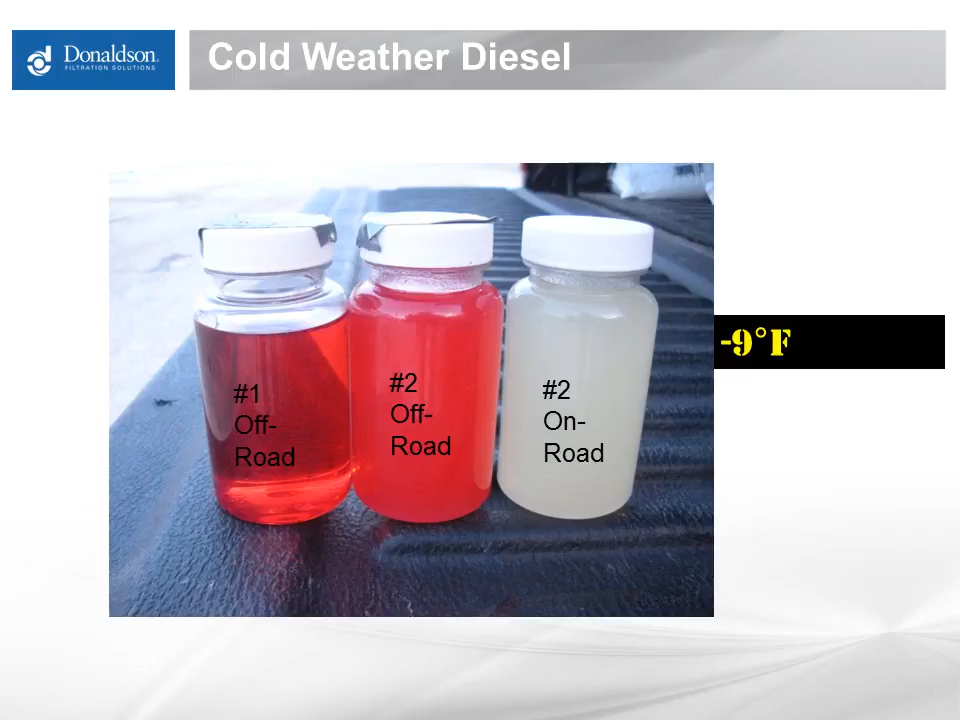 Donaldson.
FILTRATION SOLUTIONS
Cold Weather Diesel
#1
Off-
Road
#2
Off-
Road
#2
On-
Road
-9°F